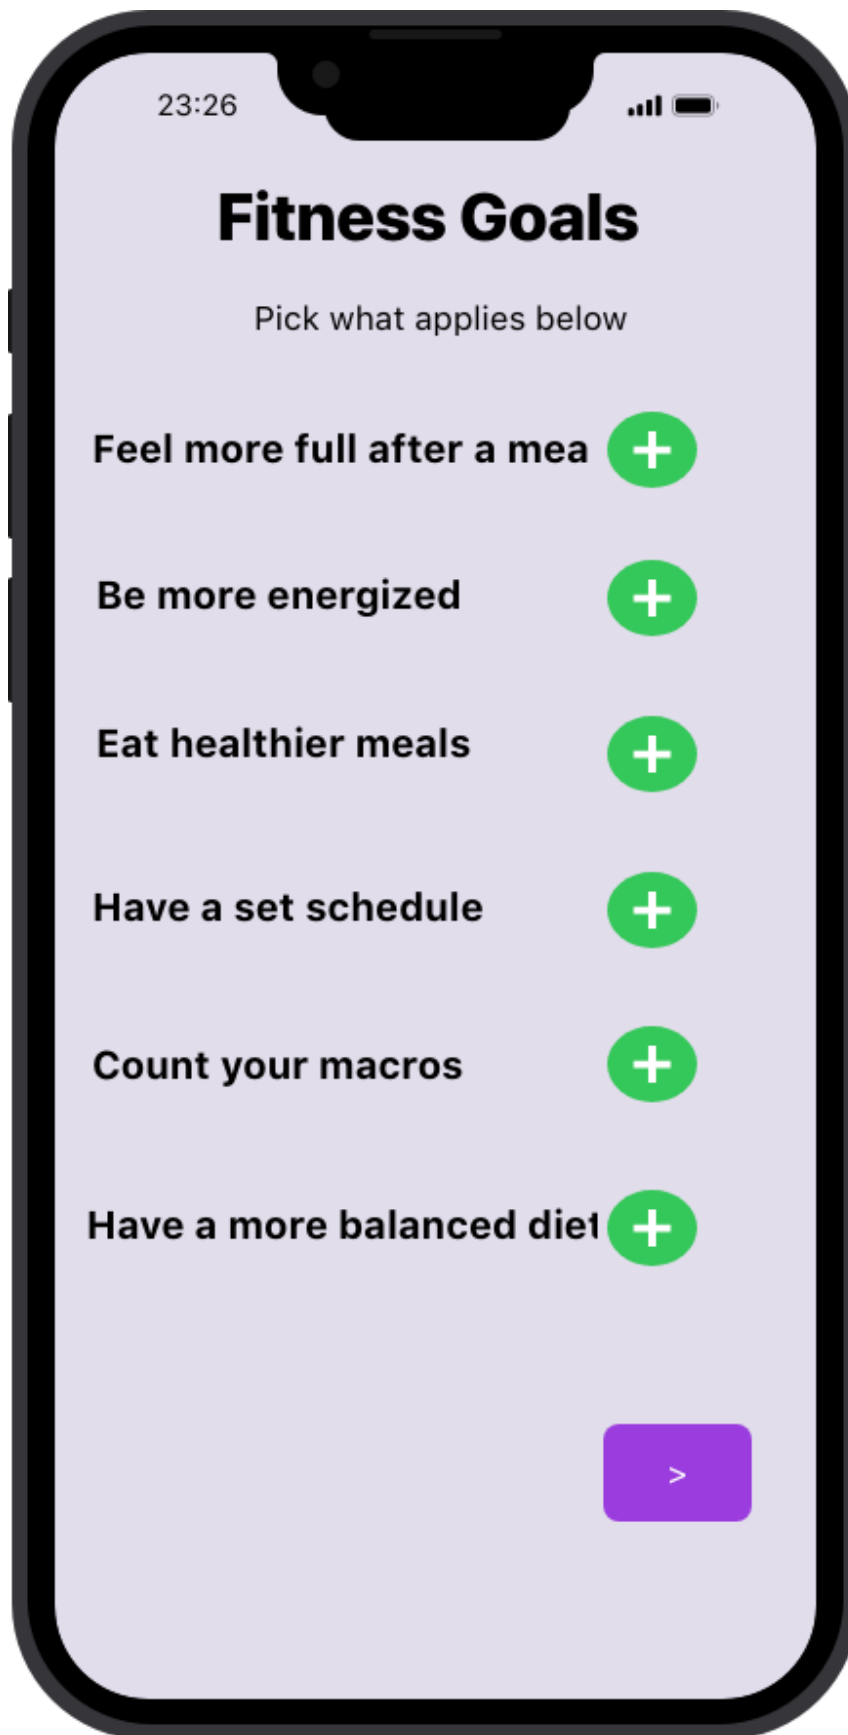 23:26
Fitness Goals
Pick what applies below
Feel more full after a mea
Be more energized
Eat healthier meals
Have a set schedule
Count your macros
Have a more balanced diet
>